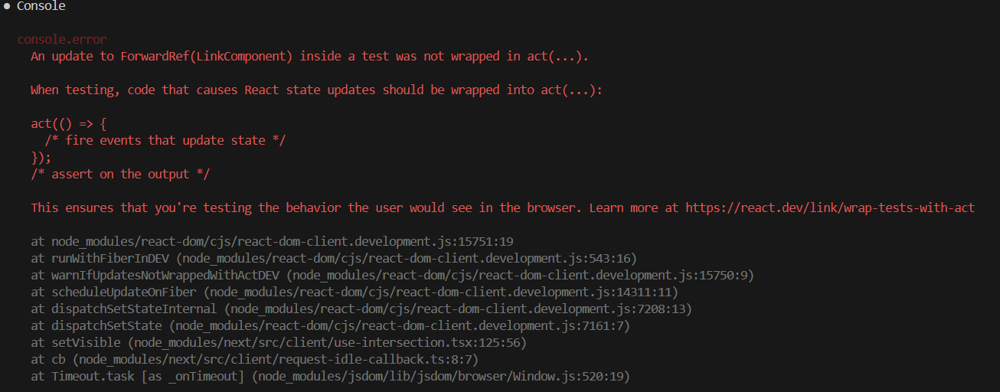 ● Console
console.error
An update to ForwardRef(LinkComponent) inside a test was not wrapped in act(...).
When testing, code that causes React state updates should be wrapped into act(...):
act(() => {
/* fire events that update state */
});
/* assert on the output */
This ensures that you're testing the behavior the user would see in the browser. Learn more at https://react.dev/link/wrap-tests-with-act
at node_modules/react-dom/cjs/react-dom-client.development.js:15751:19
at runWithFiberInDEV (node_modules/react-dom/cjs/react-dom-client.development.js:543:16)
at warnIfUpdatesNotWrappedWithActDEV (node_modules/react-dom/cjs/react-dom-client.development.js:15750:9)
at scheduleUpdateOnFiber (node_modules/react-dom/cjs/react-dom-client.development.js:14311:11)
at dispatchSetStateInternal (node_modules/react-dom/cjs/react-dom-client.development.js:7208:13)
at dispatchSetState (node_modules/react-dom/cjs/react-dom-client.development.js:7161:7)
at setVisible (node_modules/next/src/client/use-intersection.tsx:125:56)
at cb (node_modules/next/src/client/request-idle-callback.ts:8:7)
at Timeout.task [as _onTimeout] (node_modules/jsdom/lib/jsdom/browser/Window.js:520:19)